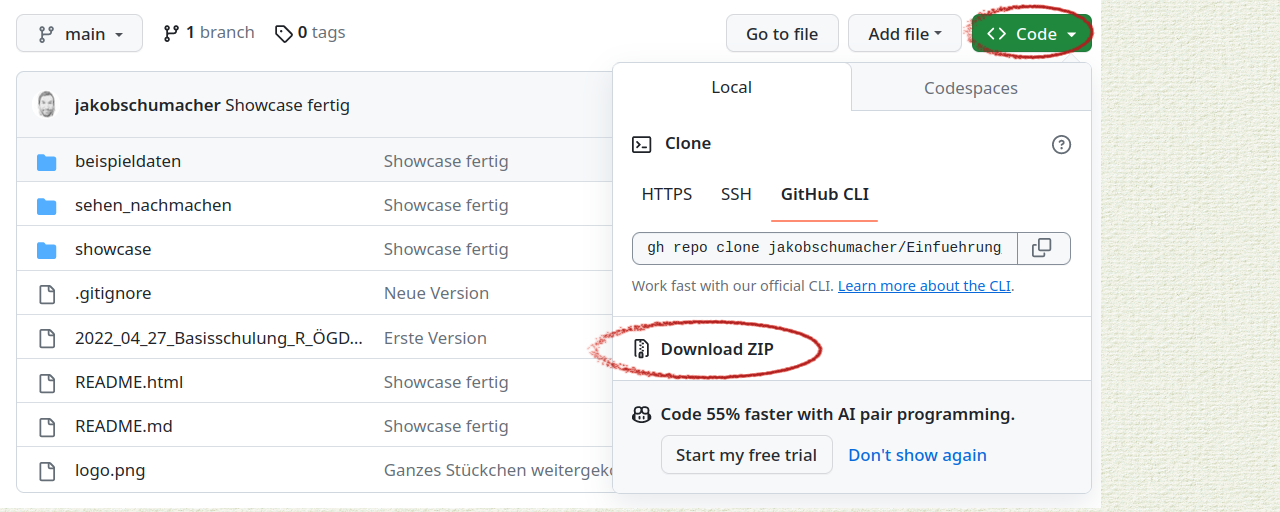 main 1 branch 0 tags Go to file Add file <> Code
jakobschumacher Showcase fertig
beispieldaten Showcase fertig
sehen_nachmachen Showcase fertig
showcase Showcase fertig
.gitignore Neue Version
2022_04_27_Basisschulung_R_ÖGD... Erste Version
README.html Showcase fertig
README.md Showcase fertig
logo.png Ganzes Stückchen weitergek
Local Codespaces
Clone
HTTPS SSH GitHub CLI
gh repo clone jakobschumacher/Einfuehrung
Work fast with our official CLI. Learn more about the CLI.
Download ZIP
Code 55% faster with AI pair programming.
Start my free trial Don't show again